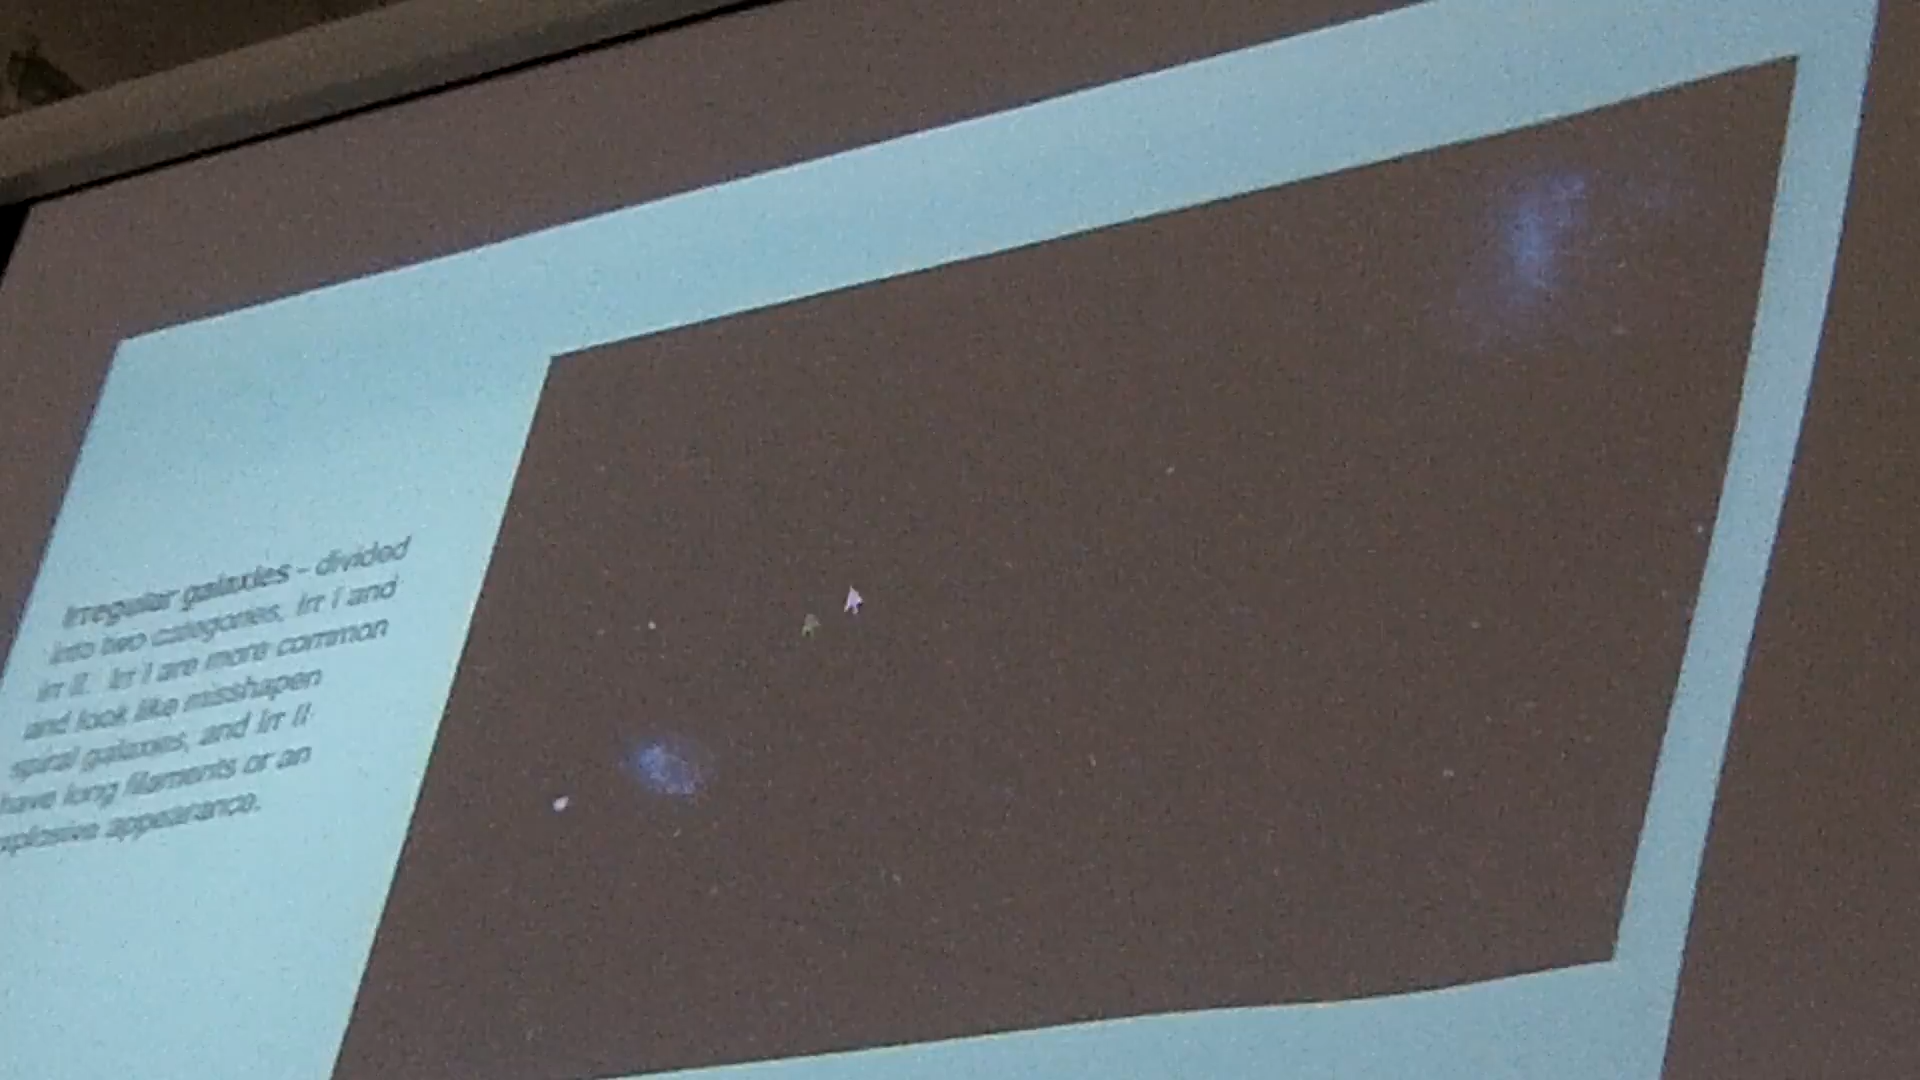 Irregular galaxies - divided
into two categories, Irr I and
Irr II. Irr I are more common
and look like misshapen
spiral galaxies, and Irr II
have long filaments or an
xplosive appearance.